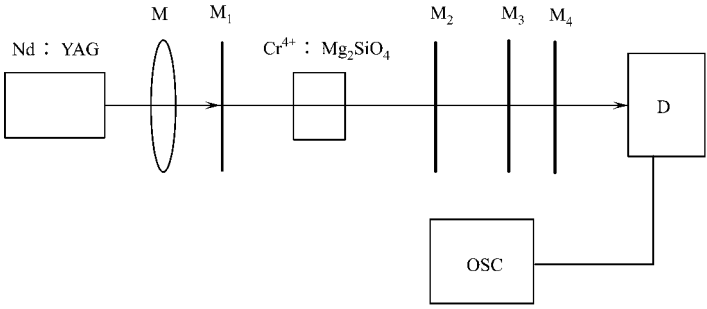 M M₁ M₂ M₃ M₄
Nd： YAG Cr⁴⁺： Mg₂SiO₄
D
OSC